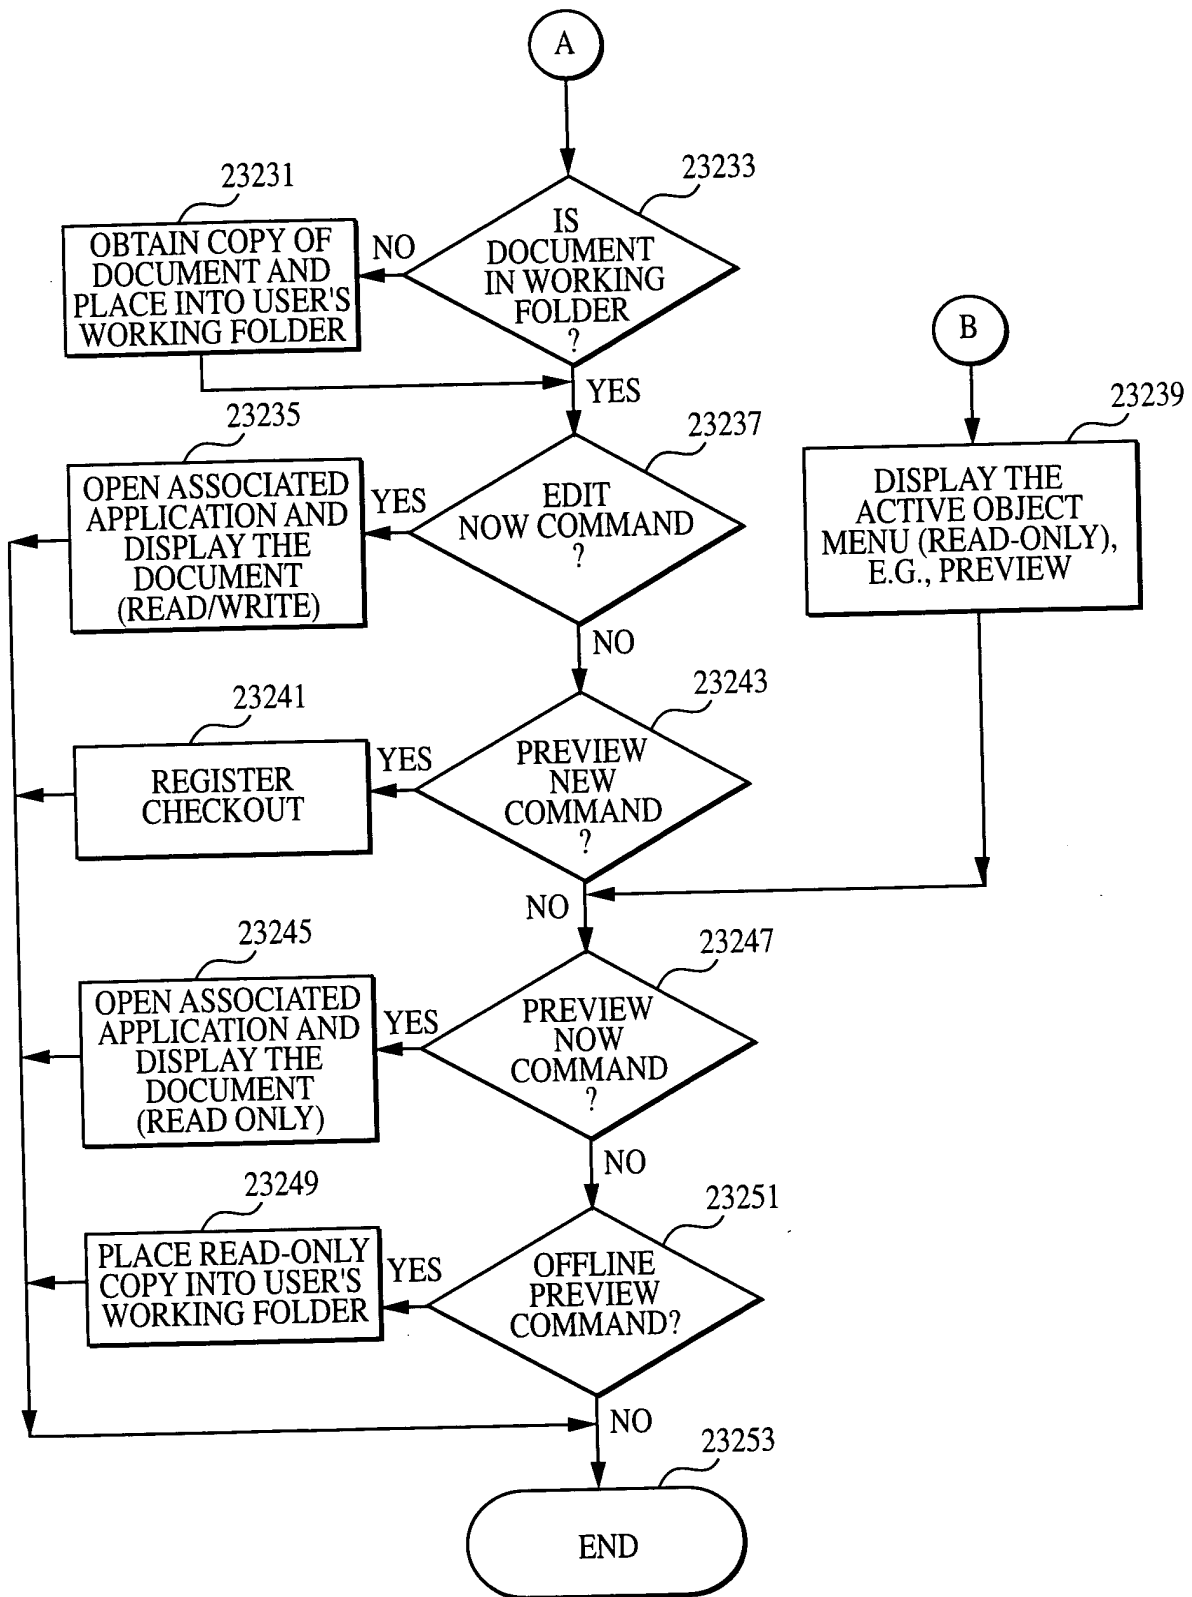 A
23231
23233
OBTAIN COPY OF
DOCUMENT AND
PLACE INTO USER'S
WORKING FOLDER
NO
IS
DOCUMENT
IN WORKING
FOLDER
?
YES
B
23239
DISPLAY THE
ACTIVE OBJECT
MENU (READ-ONLY),
E.G., PREVIEW
23235
23237
OPEN ASSOCIATED
APPLICATION AND
DISPLAY THE
DOCUMENT
(READ/WRITE)
YES
EDIT
NOW COMMAND
?
NO
23241
23243
REGISTER
CHECKOUT
YES
PREVIEW
NEW
COMMAND
?
NO
23245
23247
OPEN ASSOCIATED
APPLICATION AND
DISPLAY THE
DOCUMENT
(READ ONLY)
YES
PREVIEW
NOW
COMMAND
?
NO
23249
23251
PLACE READ-ONLY
COPY INTO USER'S
WORKING FOLDER
YES
OFFLINE
PREVIEW
COMMAND?
NO
23253
END